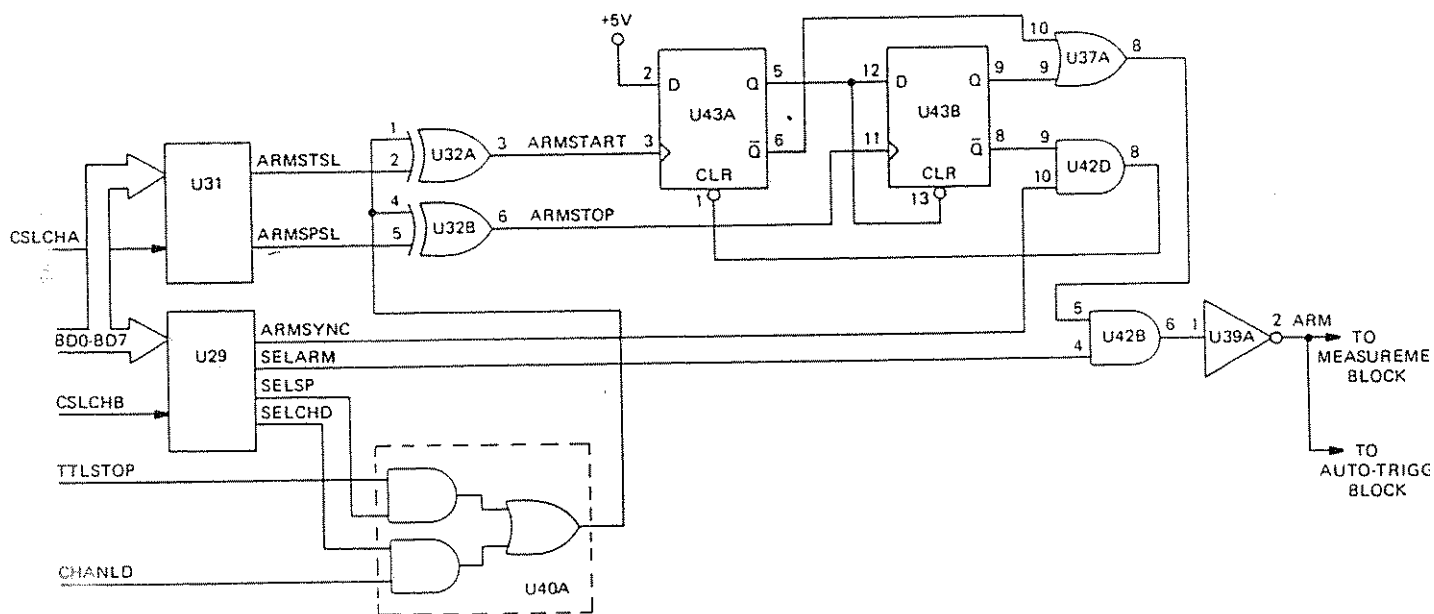 +5V
10
8
U37A
9
2
D
Q
5
12
D
Q
9
U43A
U43B
1
3
ARMSTART
3
6
11
8
9
8
U32A
2
Q
Q
U42D
ARMSTSL
CLR
CLR
10
U31
1
13
4
6
ARMSTOP
U32B
5
CSLCHA
ARMSPSL
5
6
1
2
ARM
U42B
U39A
4
TO
MEASUREME
BLOCK
BD0-BD7
U29
ARMSYNC
SELARM
SELSP
SELCHD
CSLCHB
TO
AUTO-TRIGG
BLOCK
TTLSTOP
CHANLD
U40A